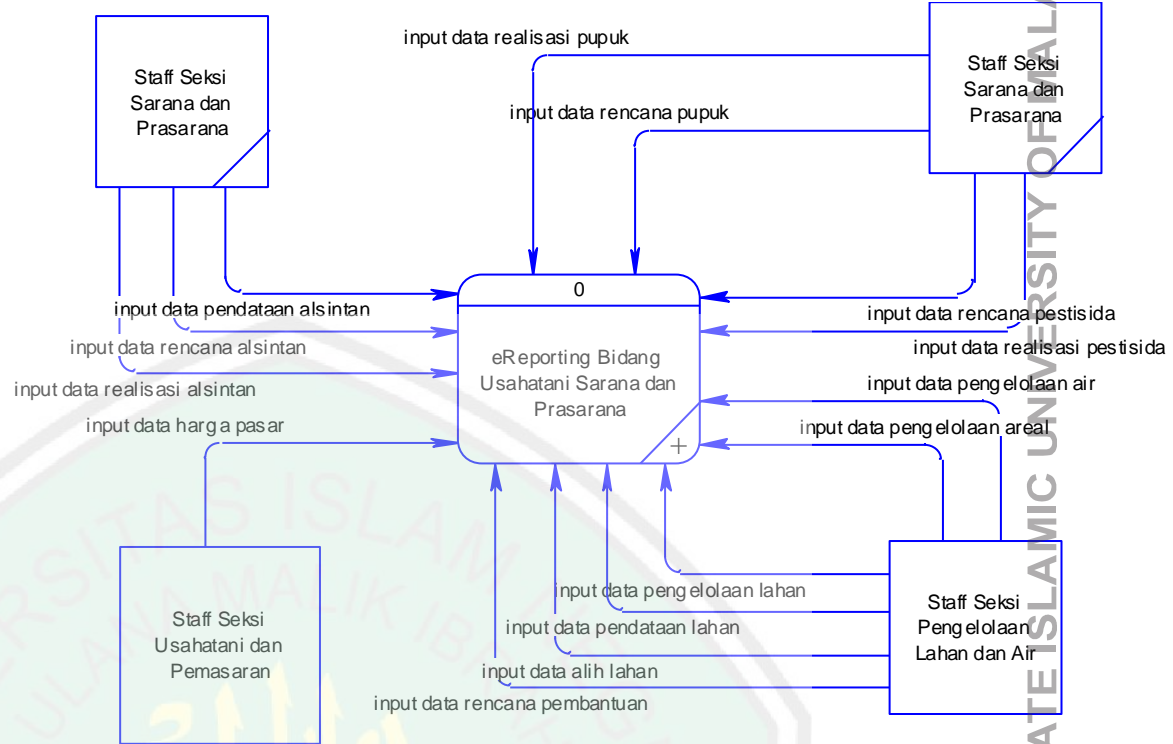 input data realisasi pupuk
Staff Seksi
Sarana dan
Prasarana
Staff Seksi
Sarana dan
Prasarana
input data rencana pupuk
0
input data pendataan alsintan
input data rencana pestisida
input data rencana alsintan
input data realisasi pestisida
eReporting Bidang
Usahatani Sarana dan
Prasarana
input data realisasi alsintan
input data pengelolaan air
input data harga pasar
input data pengelolaan areal
+
input data pengelolaan lahan
Staff Seksi
Usahatani dan
Pemasaran
Staff Seksi
Pengelolaan
Lahan dan Air
input data pendataan lahan
input data alih lahan
input data rencana pembantuan
ISLAMIC UNIVERSITY OF
MALIK